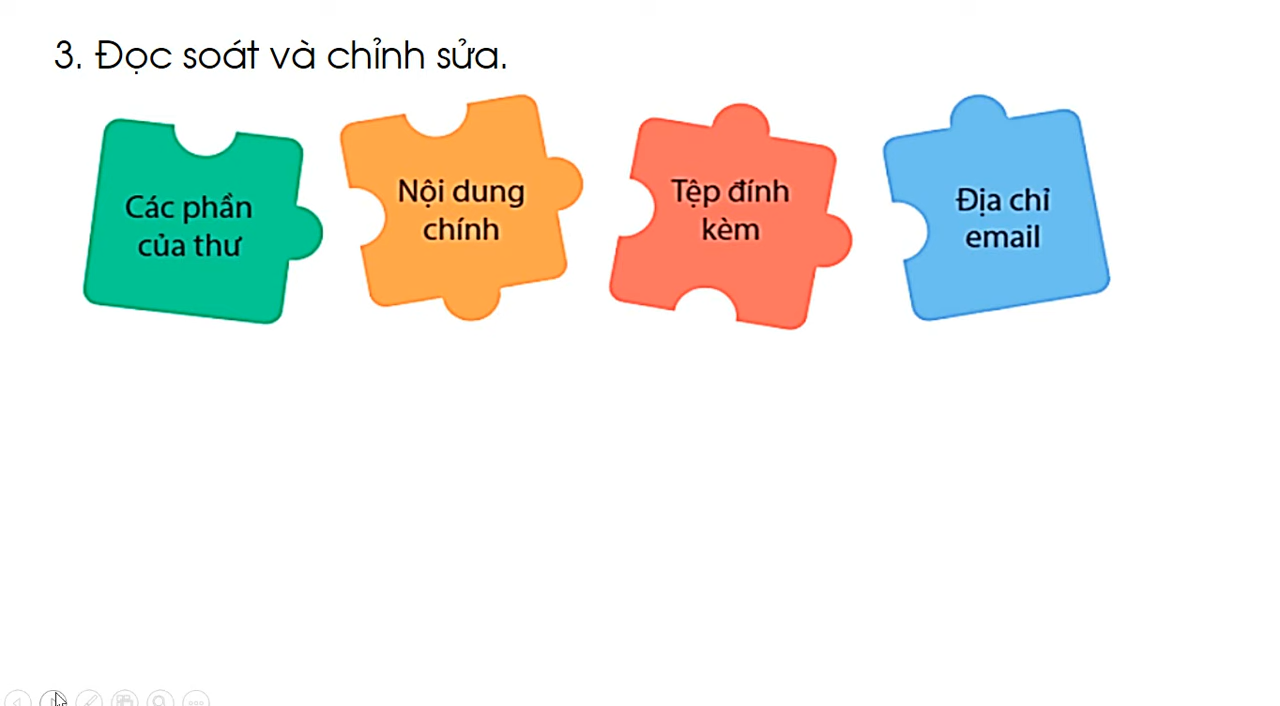 3. Đọc soát và chỉnh sửa.
Các phần
của thư
Nội dung
chính
Tệp đính
kèm
Địa chỉ
email